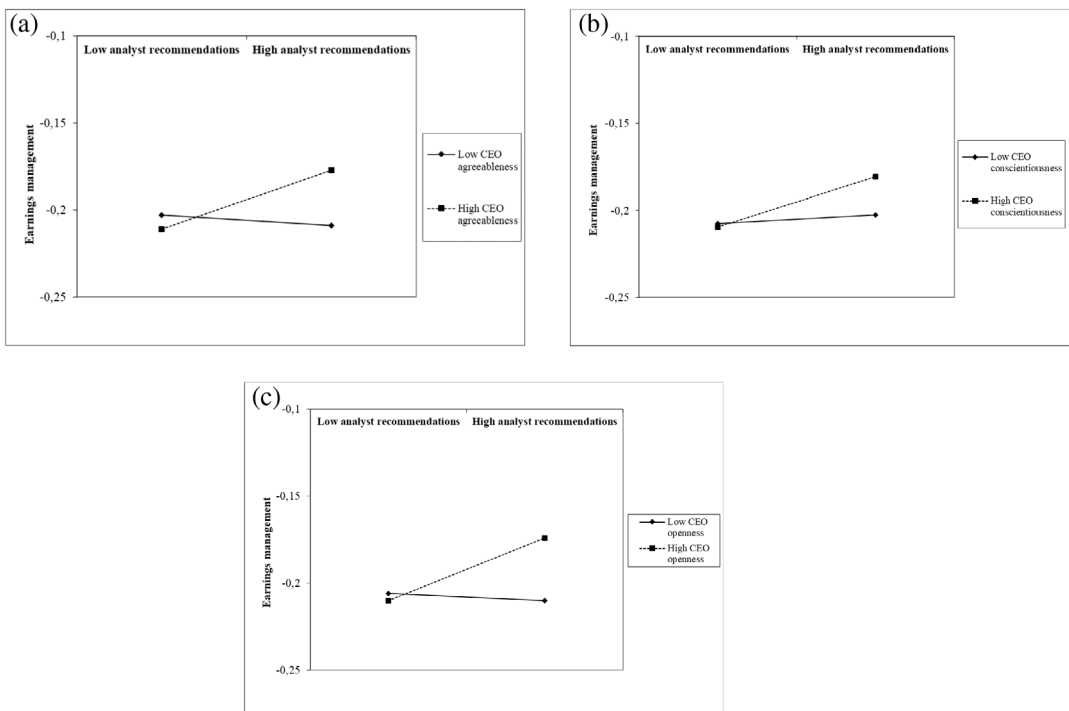 (a)
-0,1
Low analyst recommendations High analyst recommendations
-0,15
-0,2
-0,25
Earnings management
Low CEO
agreeableness
High CEO
agreeableness
(b)
-0,1
Low analyst recommendations High analyst recommendations
-0,15
-0,2
-0,25
Earnings management
Low CEO
conscientiousness
High CEO
conscientiousness
(c)
-0,1
Low analyst recommendations High analyst recommendations
-0,15
-0,2
-0,25
Earnings management
Low CEO
openness
High CEO
openness